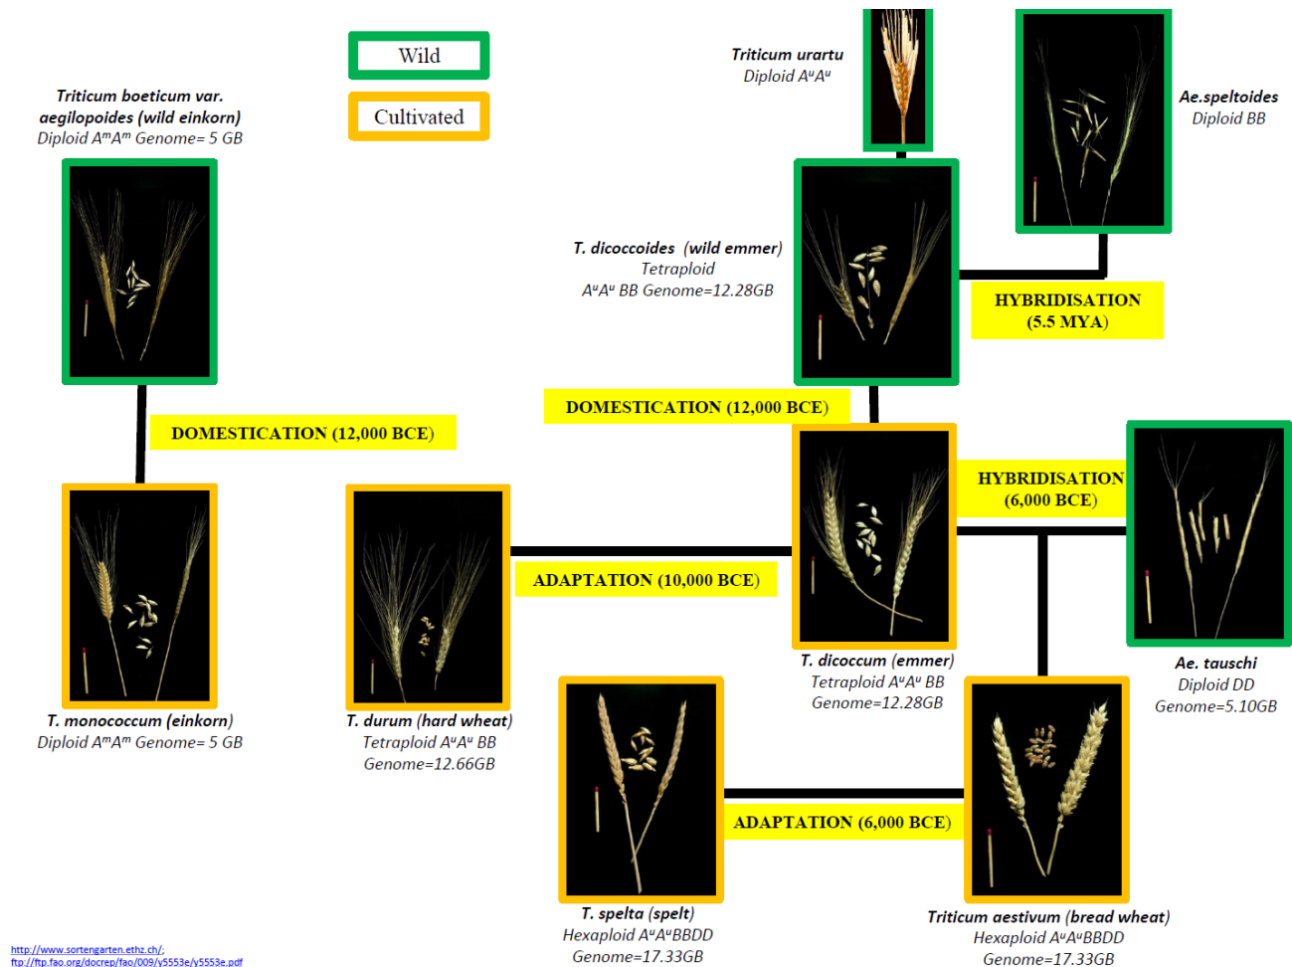 Wild
Cultivated
Triticum boeticum var.
aegilopoides (wild einkorn)
Diploid AᵐAᵐ Genome= 5 GB
Triticum urartu
Diploid AᵘAᵘ
Ae.speltoides
Diploid BB
T. dicoccoides (wild emmer)
Tetraploid
AᵘAᵘ BB Genome=12.28GB
HYBRIDISATION
(5.5 MYA)
DOMESTICATION (12,000 BCE)
DOMESTICATION (12,000 BCE)
HYBRIDISATION
(6,000 BCE)
ADAPTATION (10,000 BCE)
T. monococcum (einkorn)
Diploid AᵐAᵐ Genome= 5 GB
T. durum (hard wheat)
Tetraploid AᵘAᵘ BB
Genome=12.66GB
T. dicoccum (emmer)
Tetraploid AᵘAᵘ BB
Genome=12.28GB
Ae. tauschi
Diploid DD
Genome=5.10GB
ADAPTATION (6,000 BCE)
T. spelta (spelt)
Hexaploid AᵘAᵘBBDD
Genome=17.33GB
Triticum aestivum (bread wheat)
Hexaploid AᵘAᵘBBDD
Genome=17.33GB
http://www.sortengarten.ethz.ch/;
ftp://ftp.fao.org/docrep/fao/009/y5553e/y5553e.pdf